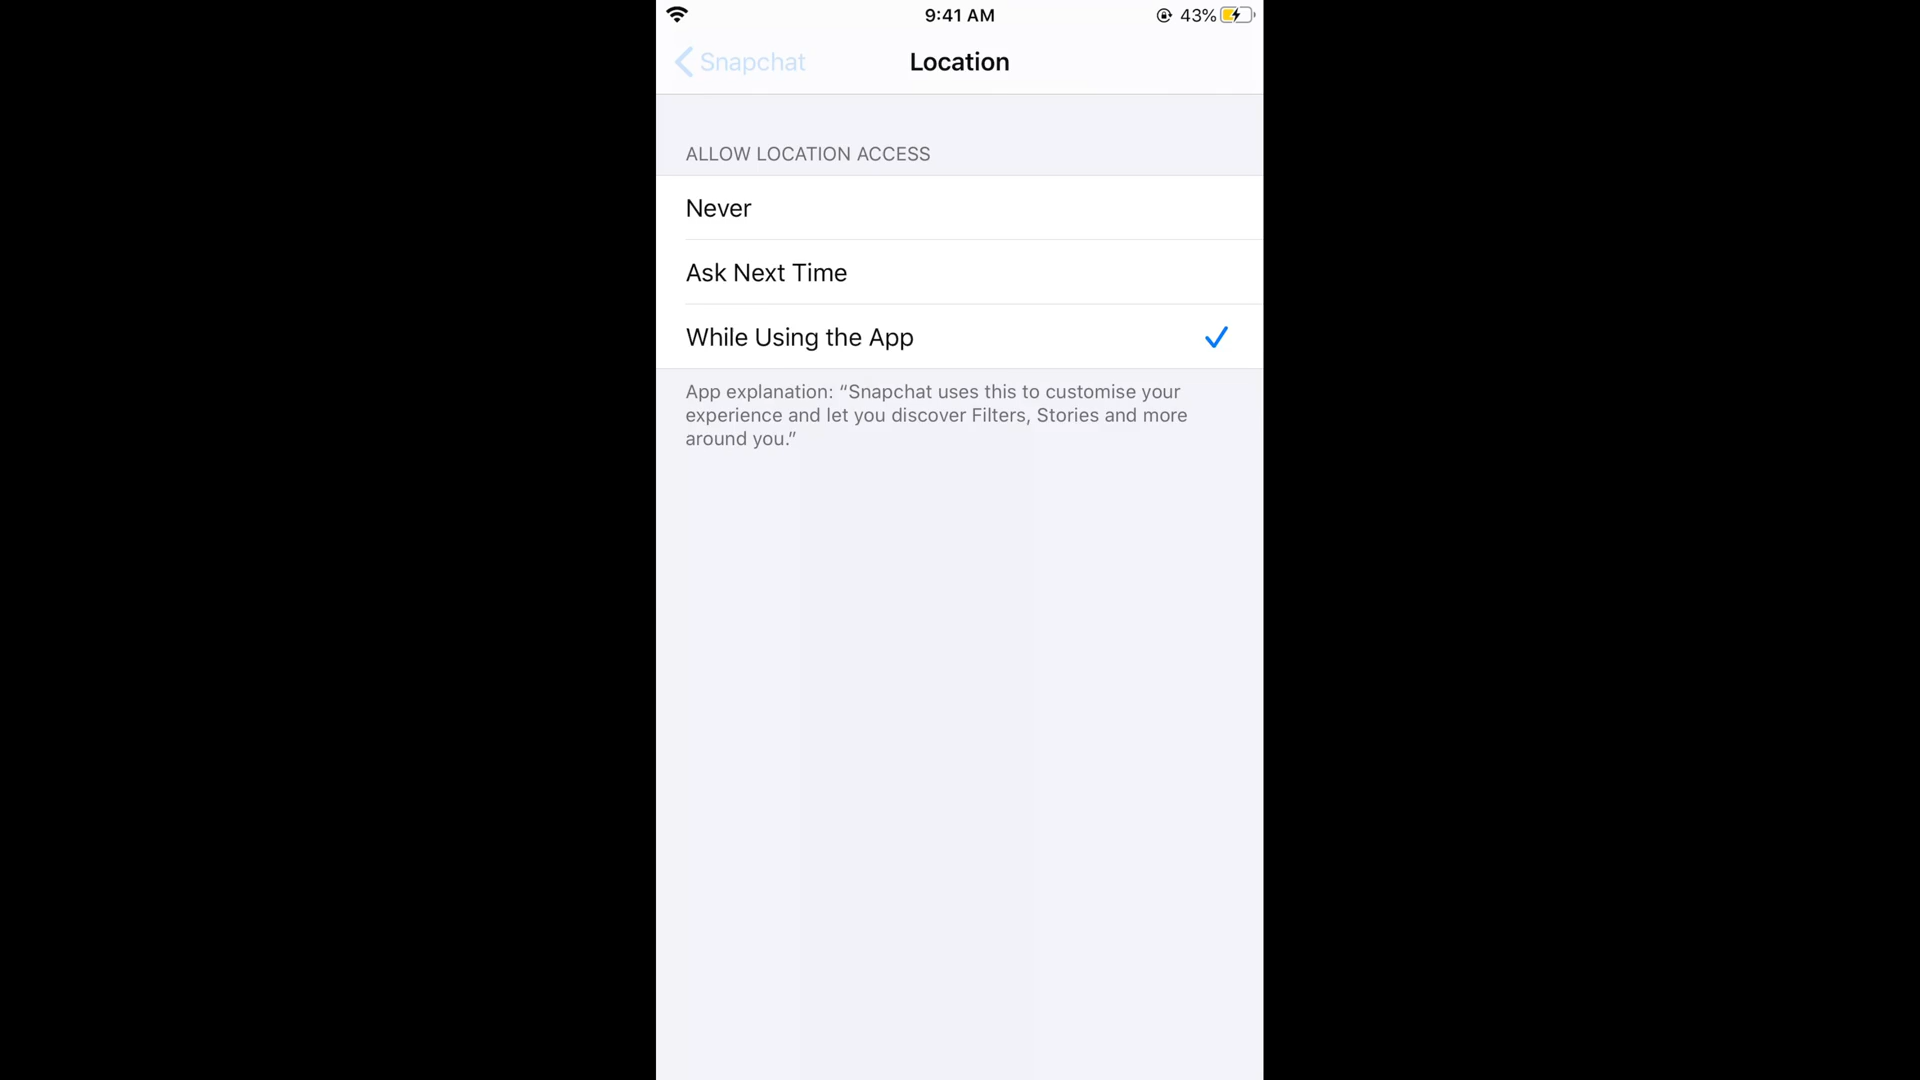 9:41 AM
43%
Snapchat
Location
ALLOW LOCATION ACCESS
Never
Ask Next Time
While Using the App
App explanation: “Snapchat uses this to customise your
experience and let you discover Filters, Stories and more
around you.”